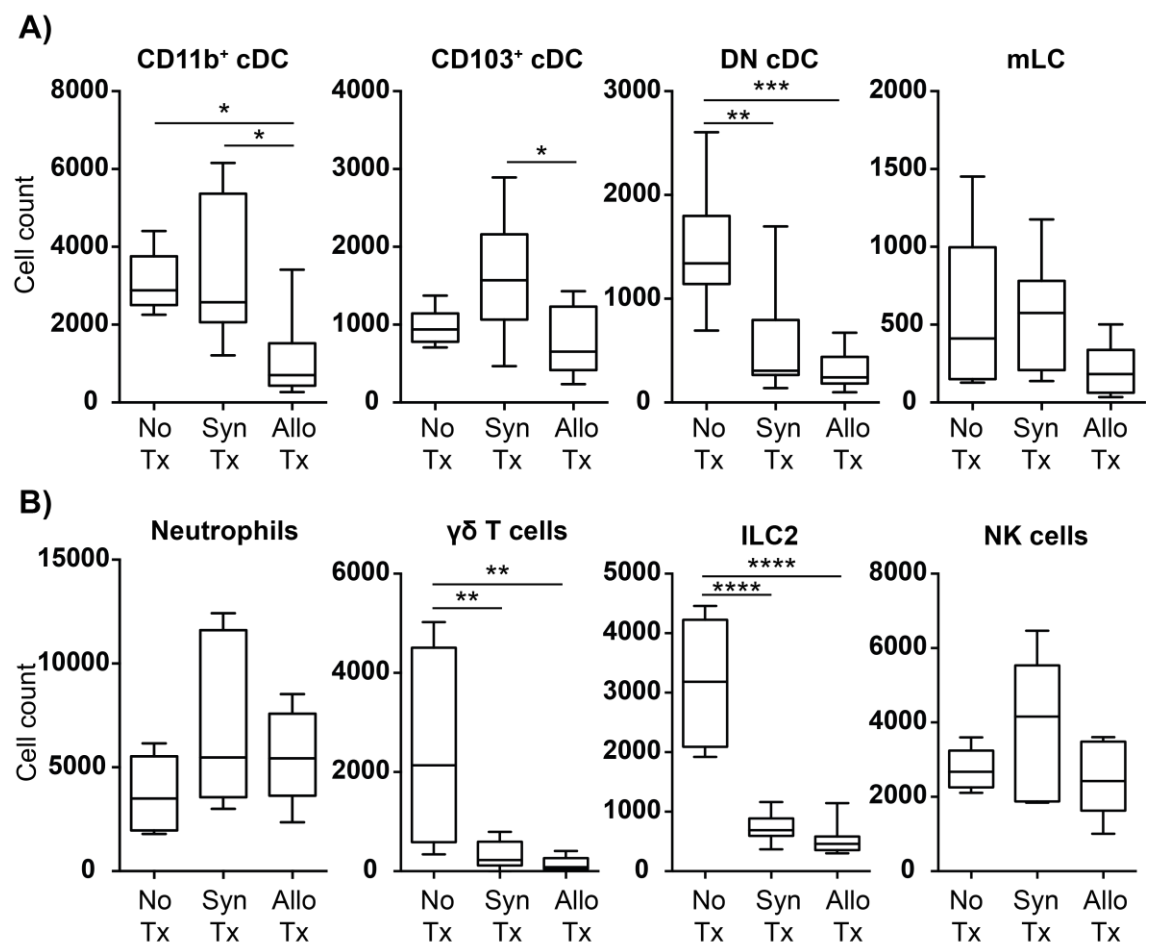 A)
CD11b⁺ cDC
CD103⁺ cDC
DN cDC
mLC
Cell count
8000
6000
4000
2000
0
*
*
No Tx
Syn Tx
Allo Tx
4000
3000
2000
1000
0
*
No Tx
Syn Tx
Allo Tx
3000
2000
1000
0
***
**
No Tx
Syn Tx
Allo Tx
2000
1500
1000
500
0
No Tx
Syn Tx
Allo Tx
B)
Neutrophils
γδ T cells
ILC2
NK cells
Cell count
15000
10000
5000
0
No Tx
Syn Tx
Allo Tx
6000
4000
2000
0
**
**
No Tx
Syn Tx
Allo Tx
5000
4000
3000
2000
1000
0
****
****
No Tx
Syn Tx
Allo Tx
8000
6000
4000
2000
0
No Tx
Syn Tx
Allo Tx